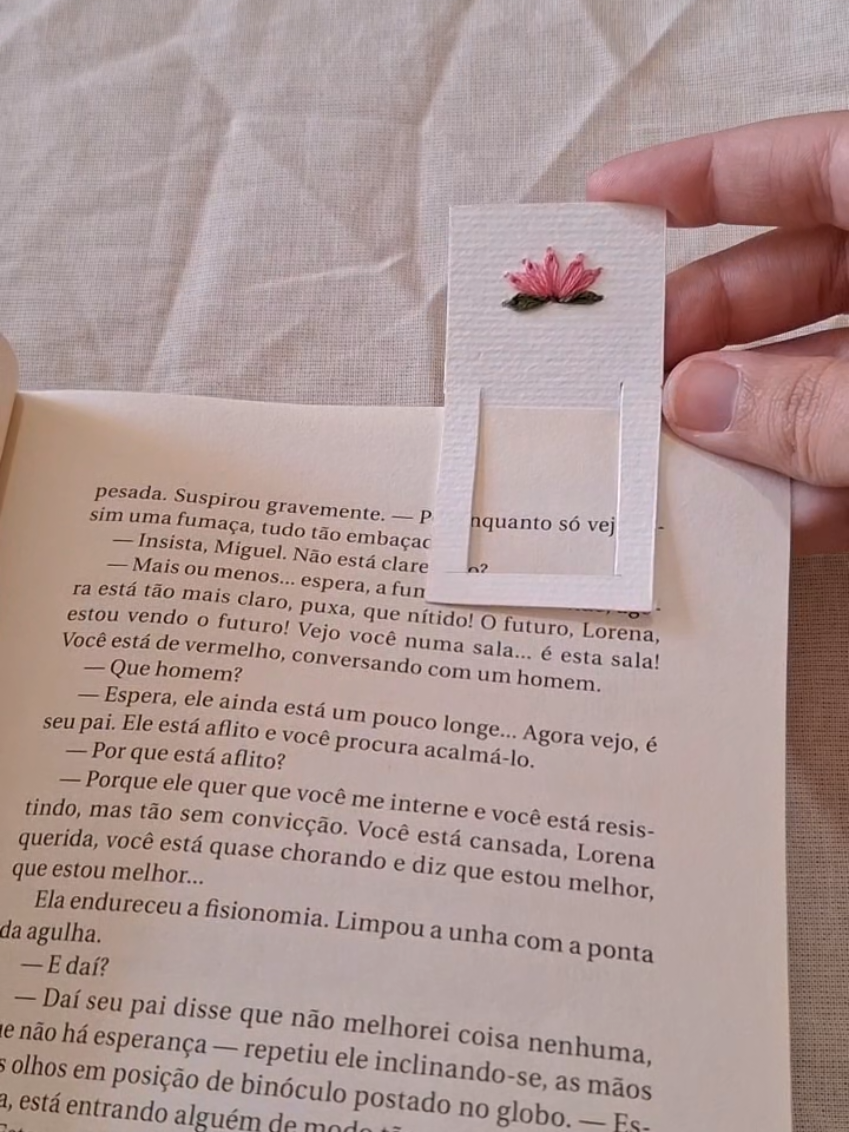 pesada. Suspirou gravemente. — nquanto só vej
sim uma fumaça, tudo tão
— Insista, Miguel. Não está
— Mais ou menos... espera, a
ra está tão mais claro, puxa, que nítido! O futuro, Lorena,
estou vendo o futuro! Vejo você numa sala... é esta sala!
Você está de vermelho, conversando com um homem.
— Que homem?
— Espera, ele ainda está um pouco longe... Agora vejo, é
seu pai. Ele está aflito e você procura acalmá-lo.
— Por que está aflito?
— Porque ele quer que você me interne e você está resis-
tindo, mas tão sem convicção. Você está cansada, Lorena
querida, você está quase chorando e diz que estou melhor,
que estou melhor...
Ela endureceu a fisionomia. Limpou a unha com a ponta
da agulha.
— E daí?
— Daí seu pai disse que não melhorei coisa nenhuma,
ue não há esperança — repetiu ele inclinando-se, as mãos
s olhos em posição de binóculo postado no globo. — Es-
a, está entrando alguém de modo